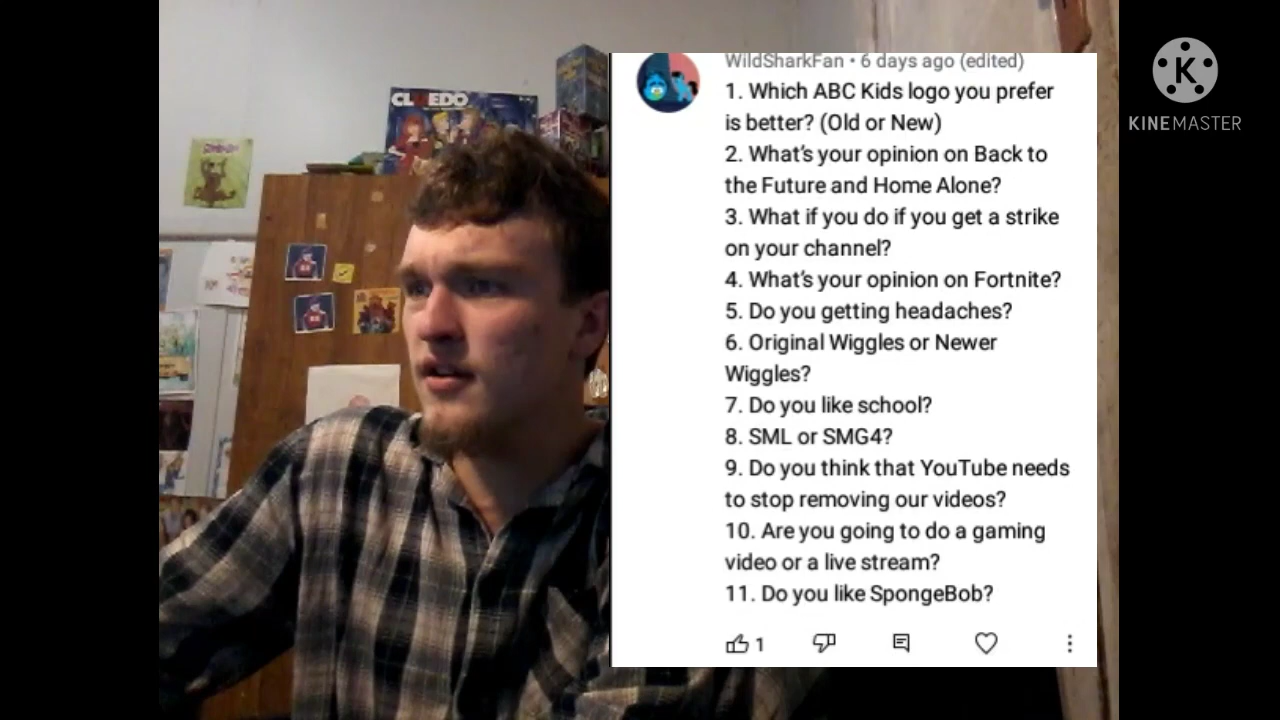 KINEMASTER
CLUEDO
WildSharkFan • 6 days ago (edited)
1. Which ABC Kids logo you prefer
is better? (Old or New)
2. What's your opinion on Back to
the Future and Home Alone?
3. What if you do if you get a strike
on your channel?
4. What's your opinion on Fortnite?
5. Do you getting headaches?
6. Original Wiggles or Newer
Wiggles?
7. Do you like school?
8. SML or SMG4?
9. Do you think that YouTube needs
to stop removing our videos?
10. Are you going to do a gaming
video or a live stream?
11. Do you like SpongeBob?
1